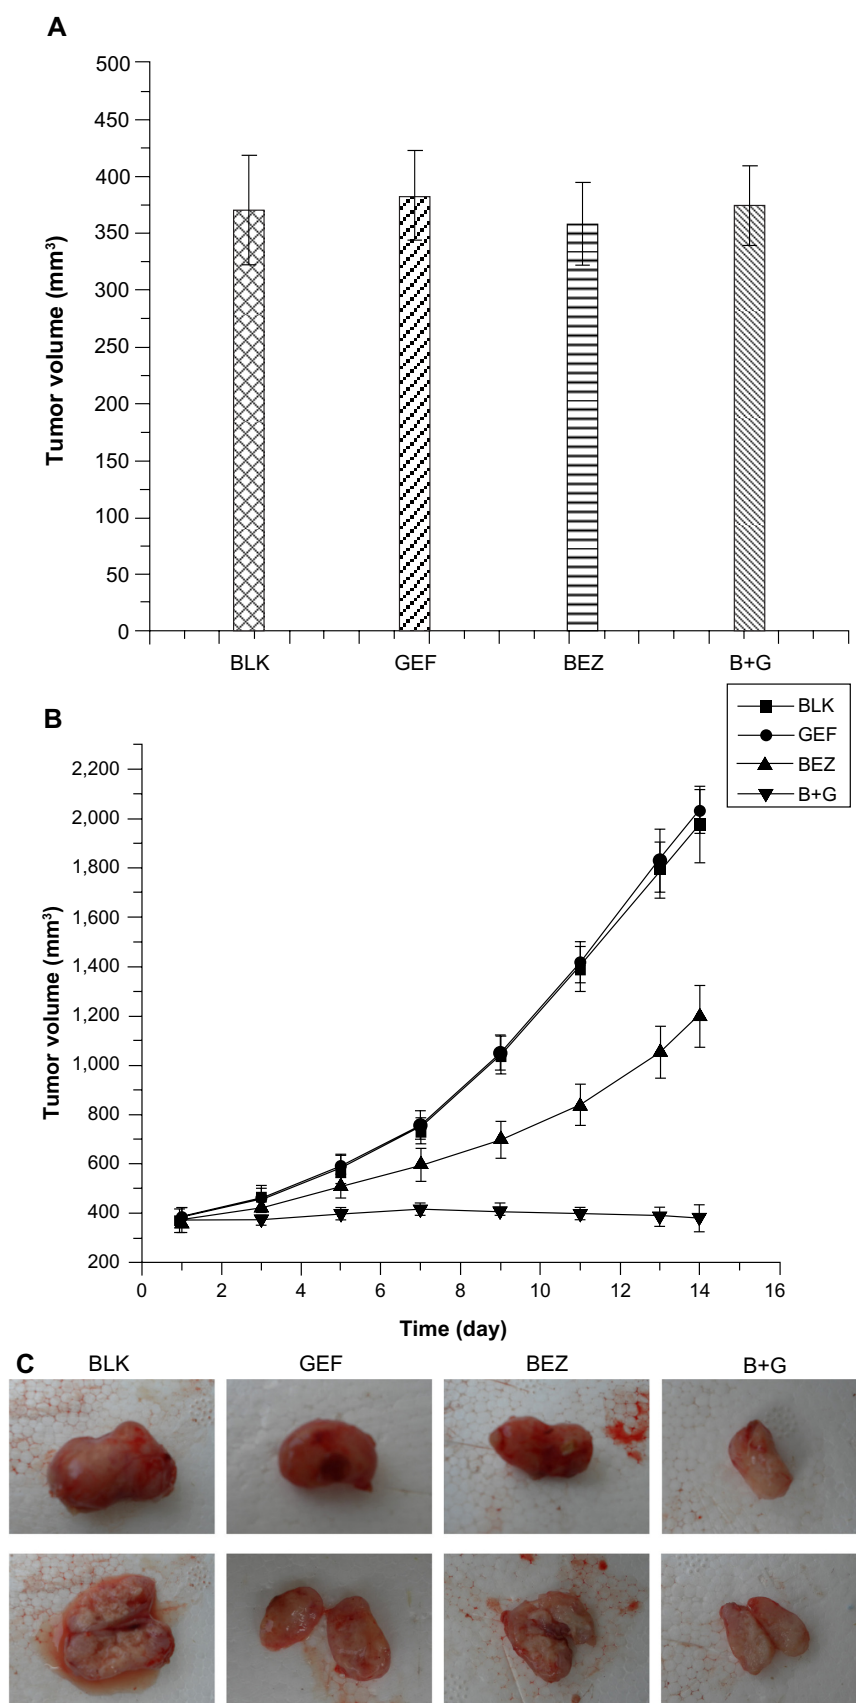 A
500
450
400
350
300
250
200
150
100
50
0
Tumor volume (mm³)
BLK GEF BEZ B+G
B
BLK
GEF
BEZ
B+G
2,200
2,000
1,800
1,600
1,400
1,200
1,000
800
600
400
200
Tumor volume (mm³)
0 2 4 6 8 10 12 14 16
Time (day)
C
BLK GEF BEZ B+G